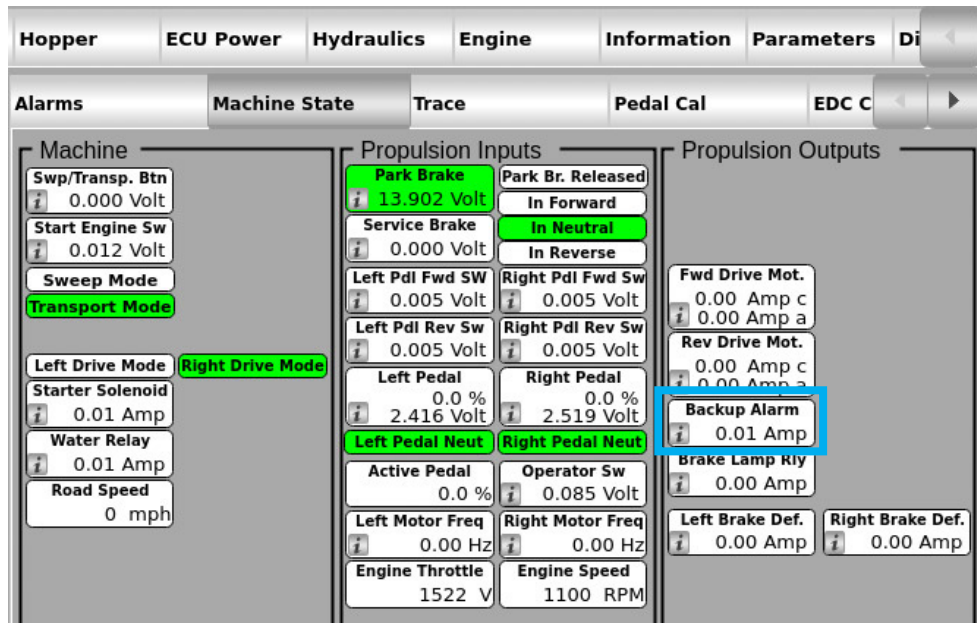 Hopper ECU Power Hydraulics Engine Information Parameters Di
Alarms Machine State Trace Pedal Cal EDC C
Machine
Swp/Transp. Btn
i 0.000 Volt
Start Engine Sw
i 0.012 Volt
Sweep Mode
Transport Mode
Left Drive Mode Right Drive Mode
Starter Solenoid
i 0.01 Amp
Water Relay
i 0.01 Amp
Road Speed
0 mph
Propulsion Inputs
Park Brake
i 13.902 Volt
Park Br. Released
In Forward
Service Brake
i 0.000 Volt
In Neutral
In Reverse
Left Pdl Fwd SW
i 0.005 Volt
Right Pdl Fwd Sw
i 0.005 Volt
Left Pdl Rev Sw
i 0.005 Volt
Right Pdl Rev Sw
i 0.005 Volt
Left Pedal
0.0 %
i 2.416 Volt
Right Pedal
0.0 %
i 2.519 Volt
Left Pedal Neut Right Pedal Neut
Active Pedal
0.0 %
Operator Sw
i 0.085 Volt
Left Motor Freq
i 0.00 Hz
Right Motor Freq
i 0.00 Hz
Engine Throttle
1522 V
Engine Speed
1100 RPM
Propulsion Outputs
Fwd Drive Mot.
0.00 Amp c
i 0.00 Amp a
Rev Drive Mot.
0.00 Amp c
i 0.00 Amp a
Backup Alarm
i 0.01 Amp
Brake Lamp Rly
i 0.00 Amp
Left Brake Def.
i 0.00 Amp
Right Brake Def.
i 0.00 Amp